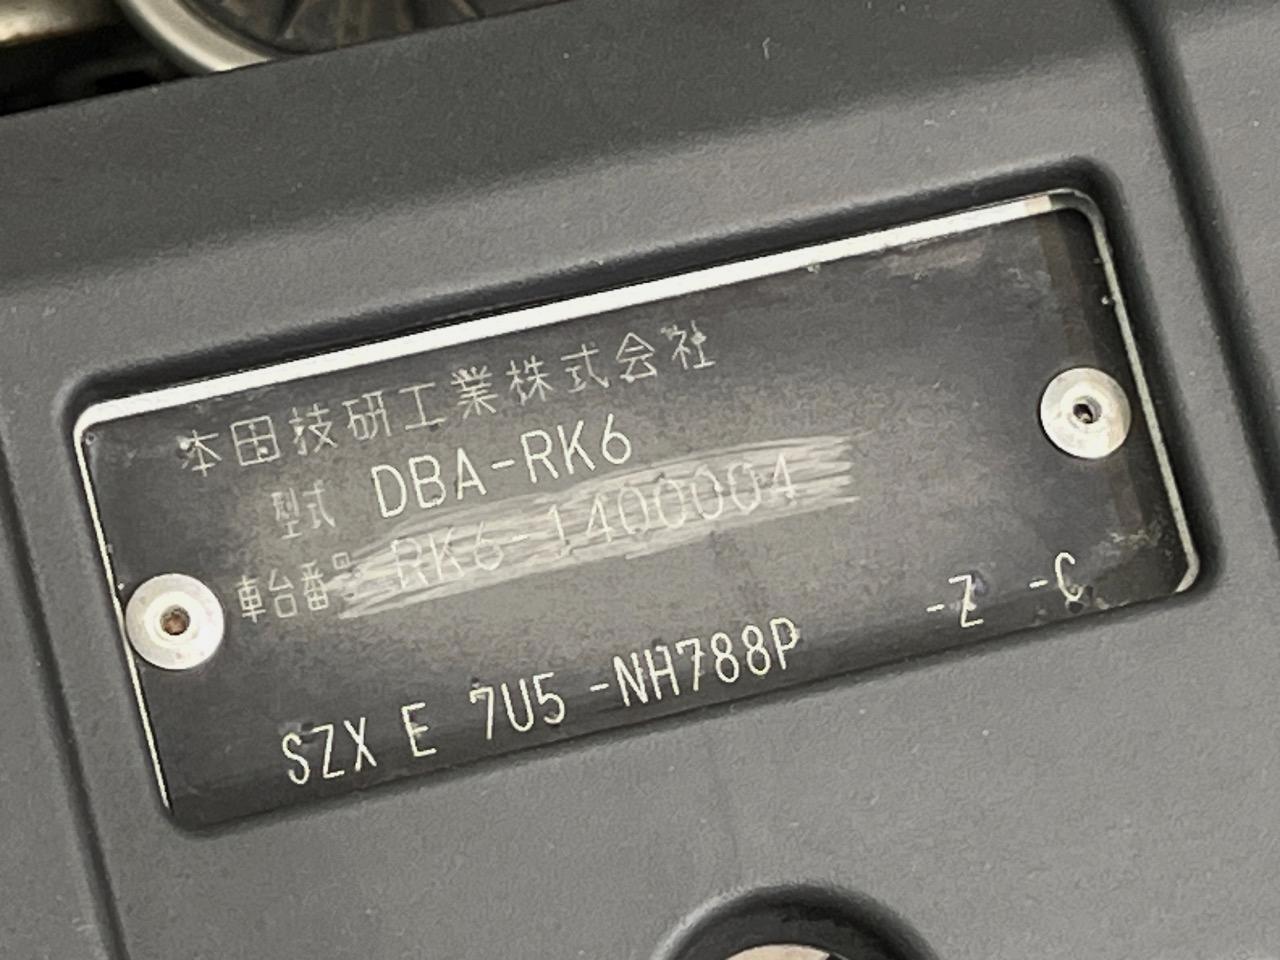 本田技研工業株式会社
型式 DBA-RK6
車台番号 RK6-1400004
SZX E 7U5 -NH788P -Z -C